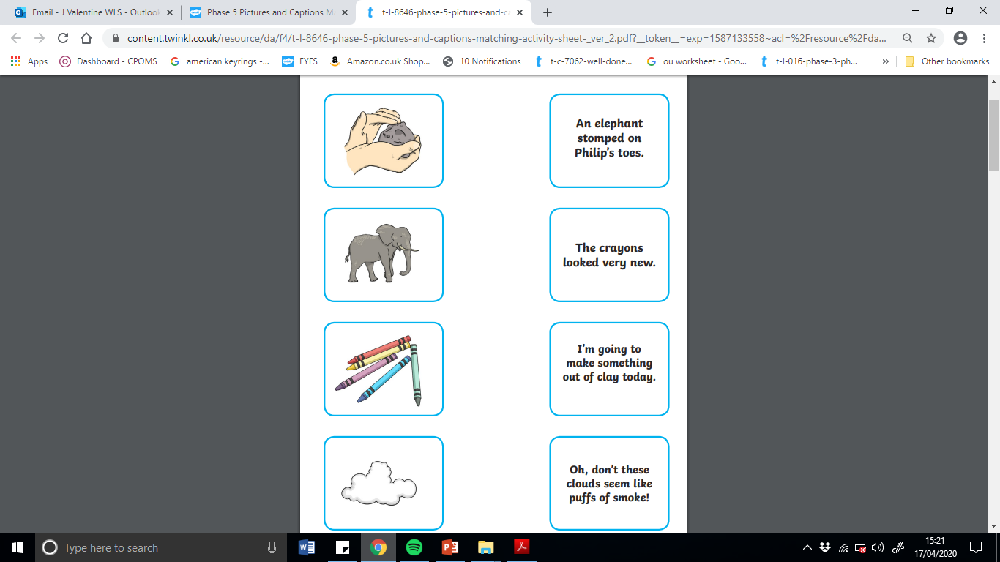 Email - J Valentine WLS - Outlook
Phase 5 Pictures and Captions M
t-l-8646-phase-5-pictures-and-ca
content.twinkl.co.uk/resource/da/f4/t-l-8646-phase-5-pictures-and-captions-matching-activity-sheet-_ver_2.pdf?__token__=exp=1587133558~acl=%2Fresource%2Fda...
Apps
Dashboard - CPOMS
american keyrings -...
EYFS
Amazon.co.uk Shop...
10 Notifications
t-c-7062-well-done...
ou worksheet - Goo...
t-l-016-phase-3-ph...
»
Other bookmarks
An elephant
stomped on
Philip's toes.
The crayons
looked very new.
I'm going to
make something
out of clay today.
Oh, don't these
clouds seem like
puffs of smoke!
Type here to search
15:21
17/04/2020